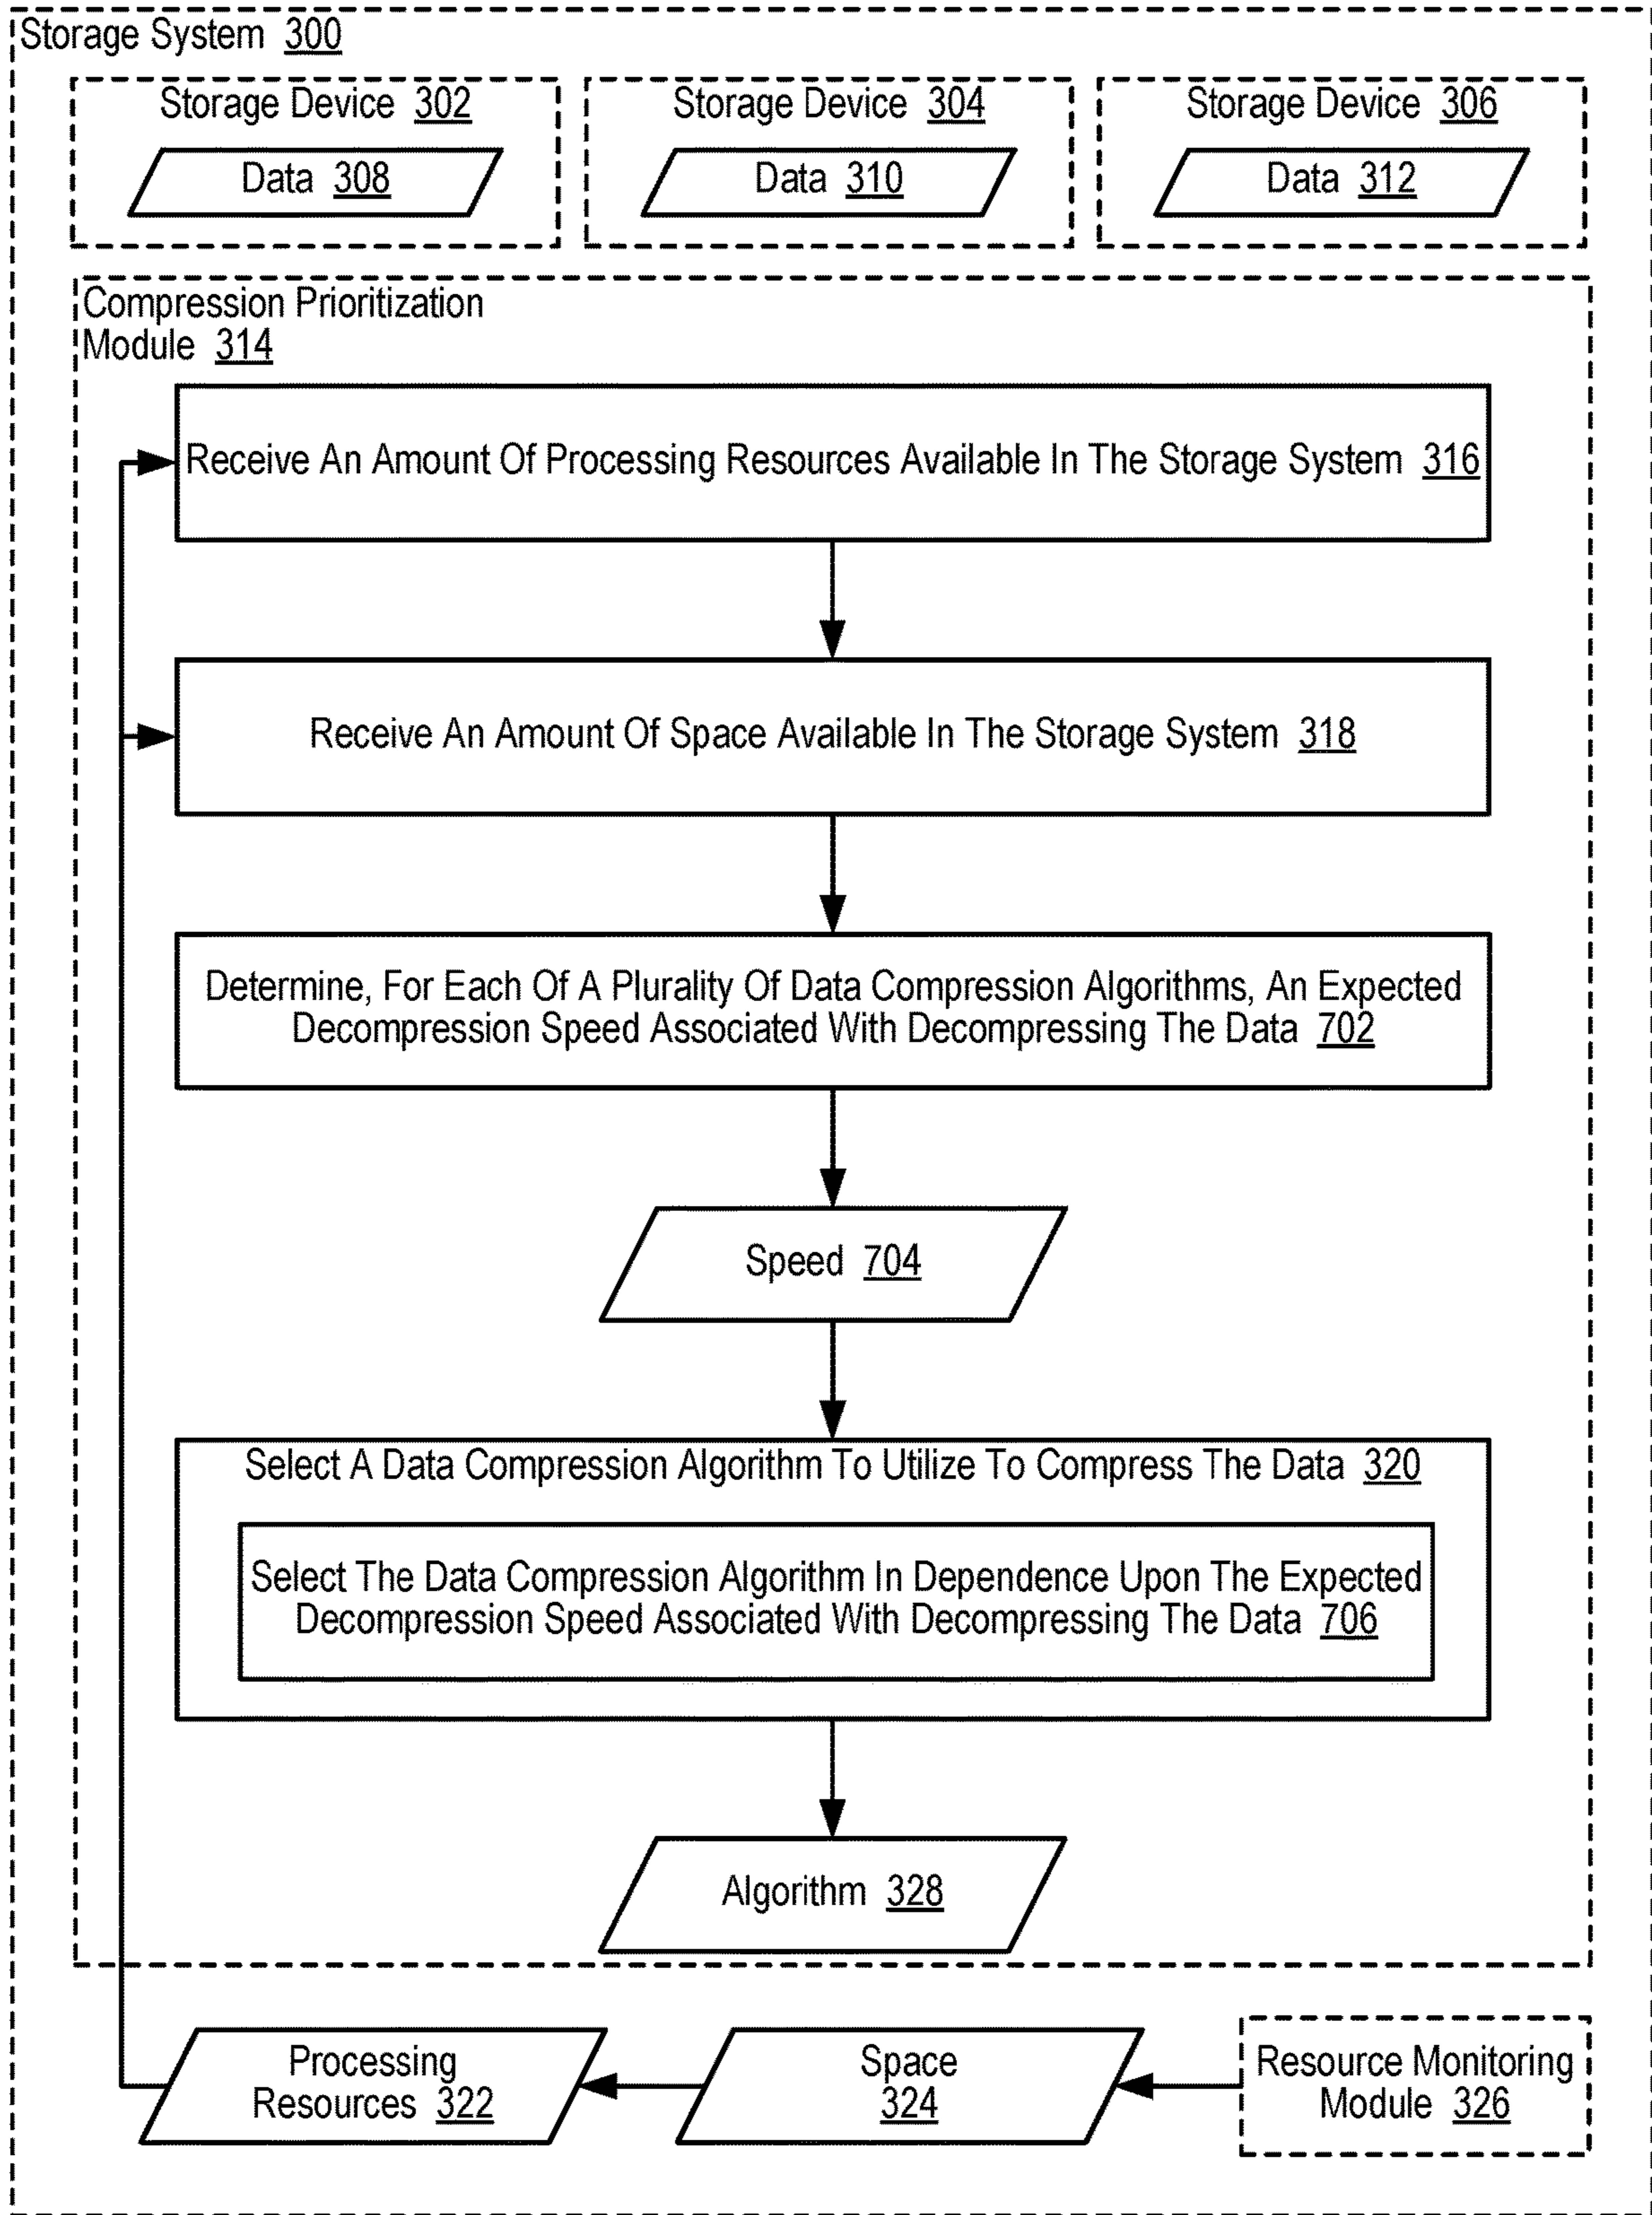 Storage System 300
Storage Device 302
Data 308
Storage Device 304
Data 310
Storage Device 306
Data 312
Compression Prioritization
Module 314
Receive An Amount Of Processing Resources Available In The Storage System 316
Receive An Amount Of Space Available In The Storage System 318
Determine, For Each Of A Plurality Of Data Compression Algorithms, An Expected
Decompression Speed Associated With Decompressing The Data 702
Speed 704
Select A Data Compression Algorithm To Utilize To Compress The Data 320
Select The Data Compression Algorithm In Dependence Upon The Expected
Decompression Speed Associated With Decompressing The Data 706
Algorithm 328
Processing
Resources 322
Space
324
Resource Monitoring
Module 326